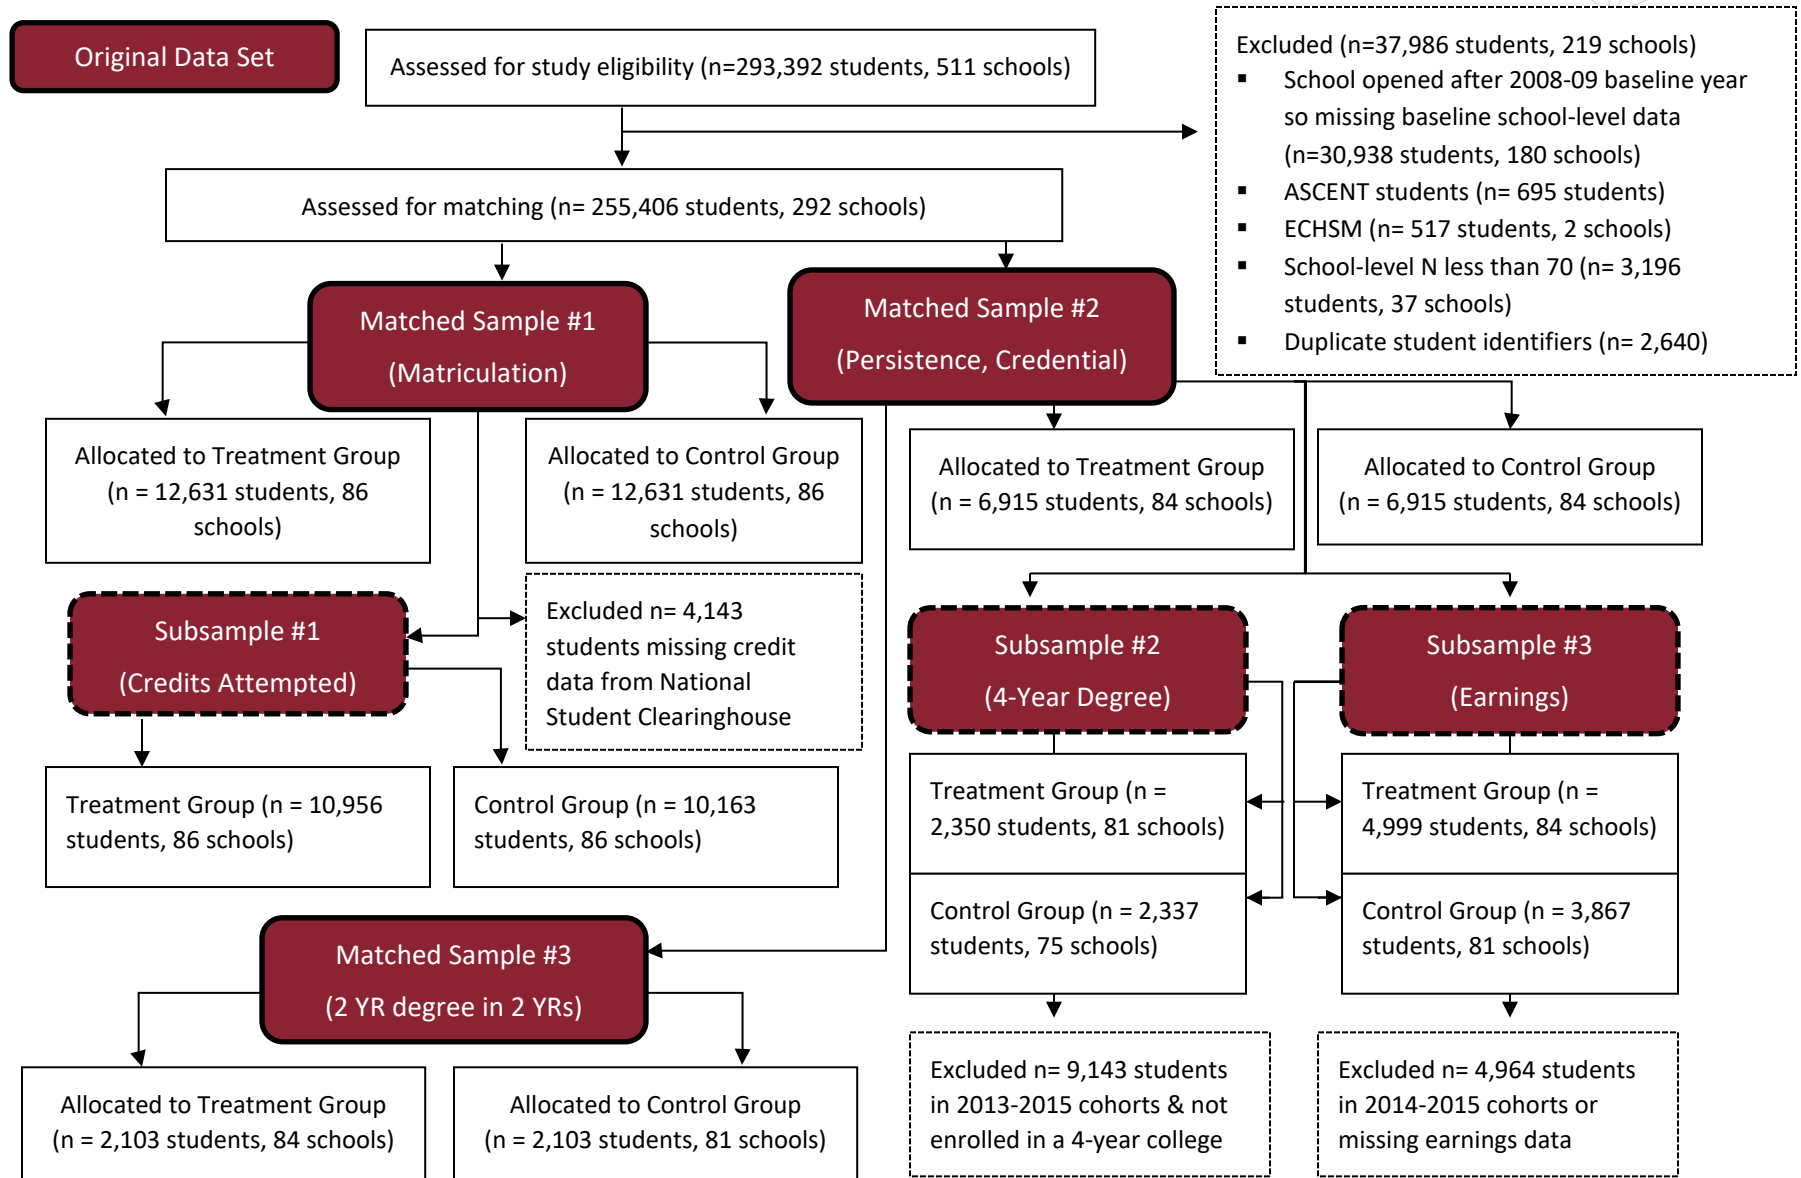 Original Data Set
Assessed for study eligibility (n=293,392 students, 511 schools)
Excluded (n=37,986 students, 219 schools)
▪ School opened after 2008-09 baseline year
so missing baseline school-level data
(n=30,938 students, 180 schools)
▪ ASCENT students (n= 695 students)
▪ ECHSM (n= 517 students, 2 schools)
▪ School-level N less than 70 (n= 3,196
students, 37 schools)
▪ Duplicate student identifiers (n= 2,640)
Assessed for matching (n= 255,406 students, 292 schools)
Matched Sample #1
(Matriculation)
Matched Sample #2
(Persistence, Credential)
Allocated to Treatment Group
(n = 12,631 students, 86
schools)
Allocated to Control Group
(n = 12,631 students, 86
schools)
Allocated to Treatment Group
(n = 6,915 students, 84 schools)
Allocated to Control Group
(n = 6,915 students, 84 schools)
Subsample #1
(Credits Attempted)
Excluded n= 4,143
students missing credit
data from National
Student Clearinghouse
Subsample #2
(4-Year Degree)
Subsample #3
(Earnings)
Treatment Group (n = 10,956
students, 86 schools)
Control Group (n = 10,163
students, 86 schools)
Treatment Group (n =
2,350 students, 81 schools)
Treatment Group (n =
4,999 students, 84 schools)
Control Group (n = 2,337
students, 75 schools)
Control Group (n = 3,867
students, 81 schools)
Matched Sample #3
(2 YR degree in 2 YRs)
Allocated to Treatment Group
(n = 2,103 students, 84 schools)
Allocated to Control Group
(n = 2,103 students, 81 schools)
Excluded n= 9,143 students
in 2013-2015 cohorts & not
enrolled in a 4-year college
Excluded n= 4,964 students
in 2014-2015 cohorts or
missing earnings data